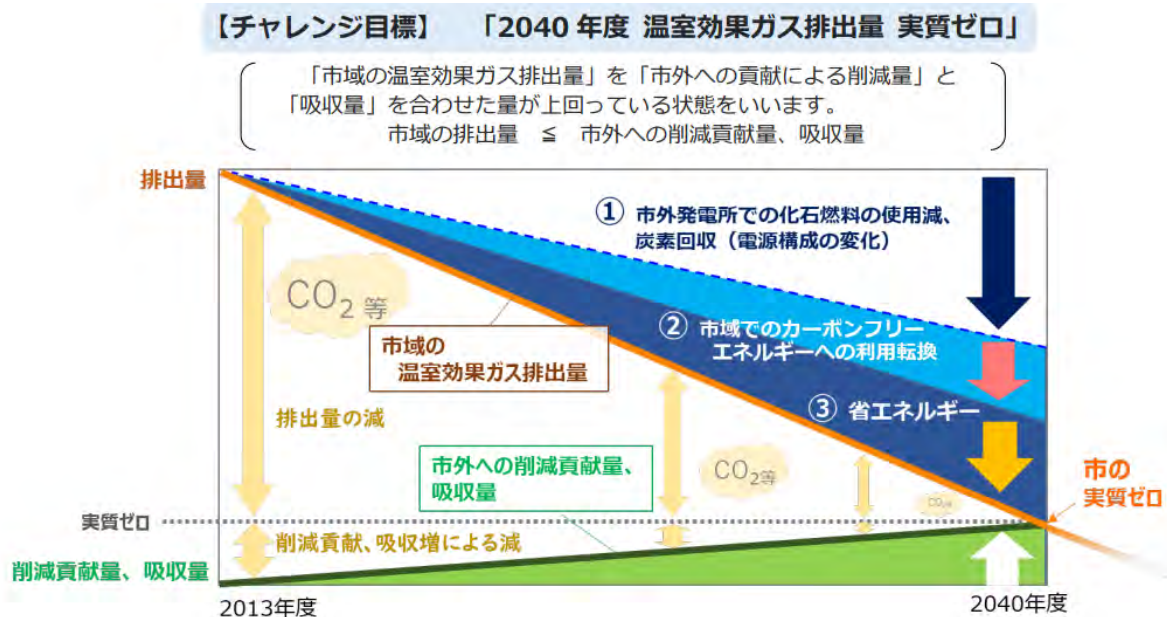 【チャレンジ目標】 「2040 年度 温室効果ガス排出量 実質ゼロ」
「市域の温室効果ガス排出量」を「市外への貢献による削減量」と
「吸収量」を合わせた量が上回っている状態をいいます。
市域の排出量 ≦ 市外への削減貢献量、吸収量
排出量
① 市外発電所での化石燃料の使用減、
炭素回収（電源構成の変化）
CO₂ 等
② 市域でのカーボンフリー
エネルギーへの利用転換
市域の
温室効果ガス排出量
③ 省エネルギー
排出量の減
市外への削減貢献量、
吸収量
CO₂等
市の
実質ゼロ
CO₂等
実質ゼロ
削減貢献、吸収増による減
削減貢献量、吸収量
2013年度
2040年度